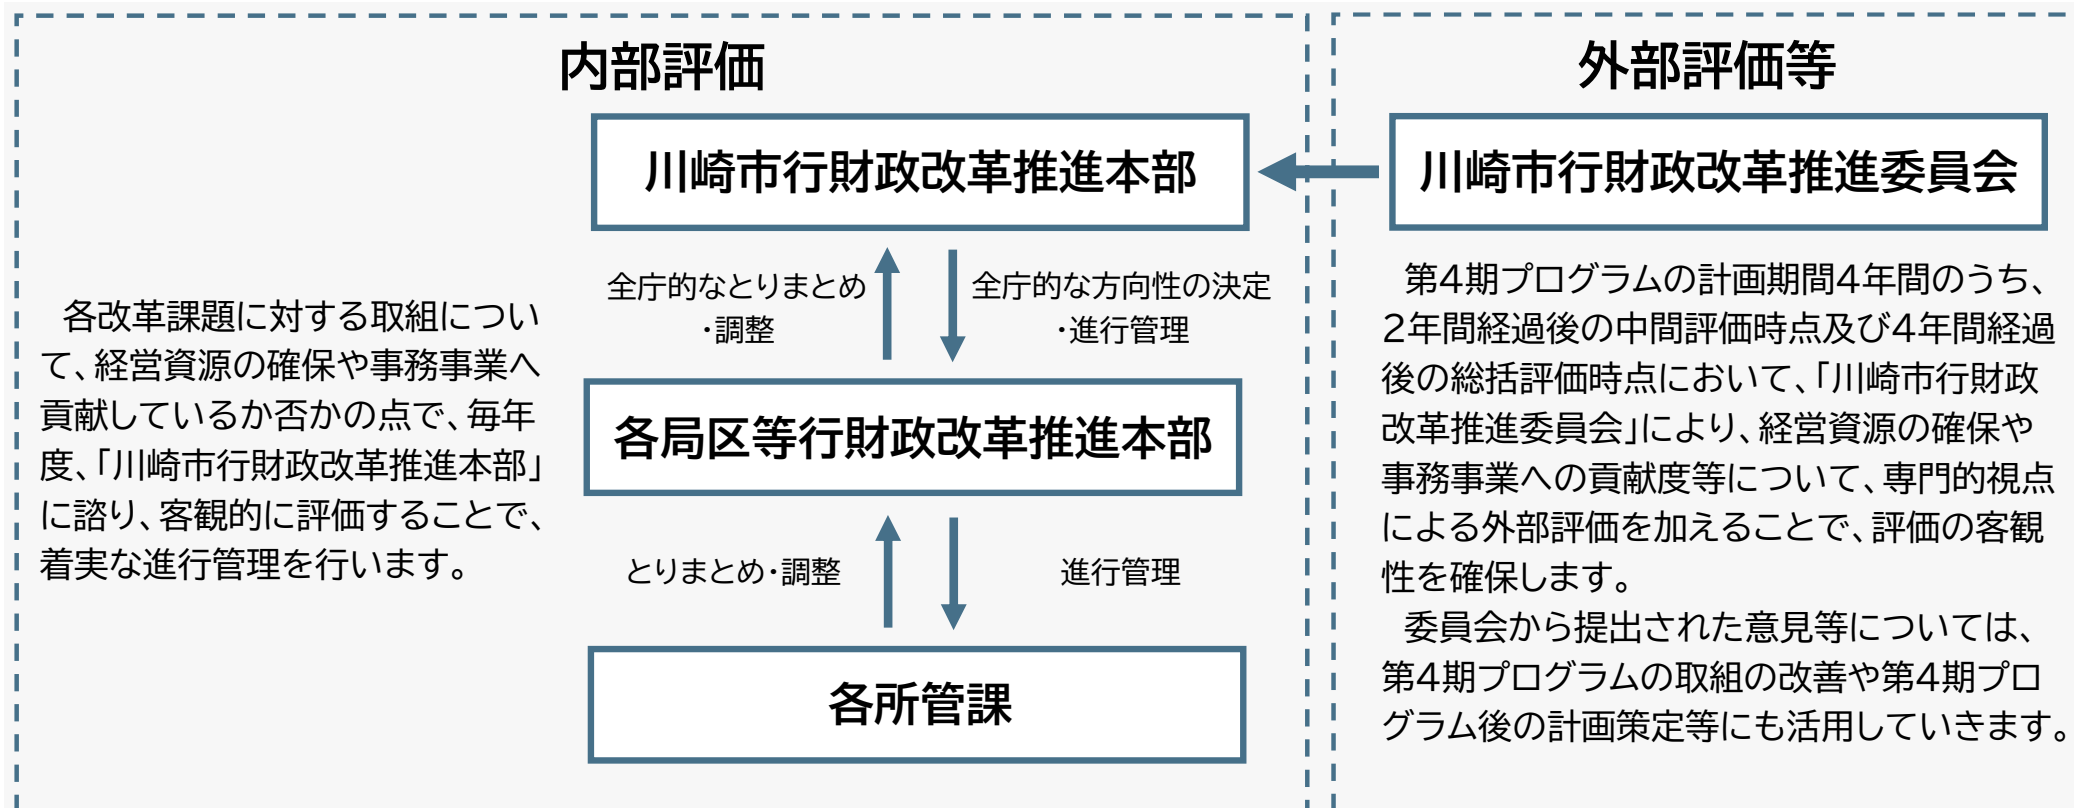 内部評価
川崎市行財政改革推進本部
全庁的なとりまとめ
・調整
全庁的な方向性の決定
・進行管理
各改革課題に対する取組につい
て、経営資源の確保や事務事業へ
貢献しているか否かの点で、毎年
度、「川崎市行財政改革推進本部」
に諮り、客観的に評価することで、
着実な進行管理を行います。
各局区等行財政改革推進本部
とりまとめ・調整
進行管理
各所管課
外部評価等
川崎市行財政改革推進委員会
第4期プログラムの計画期間4年間のうち、
2年間経過後の中間評価時点及び4年間経過
後の総括評価時点において、「川崎市行財政
改革推進委員会」により、経営資源の確保や
事務事業への貢献度等について、専門的視点
による外部評価を加えることで、評価の客観
性を確保します。
委員会から提出された意見等については、
第4期プログラムの取組の改善や第4期プロ
グラム後の計画策定等にも活用していきます。